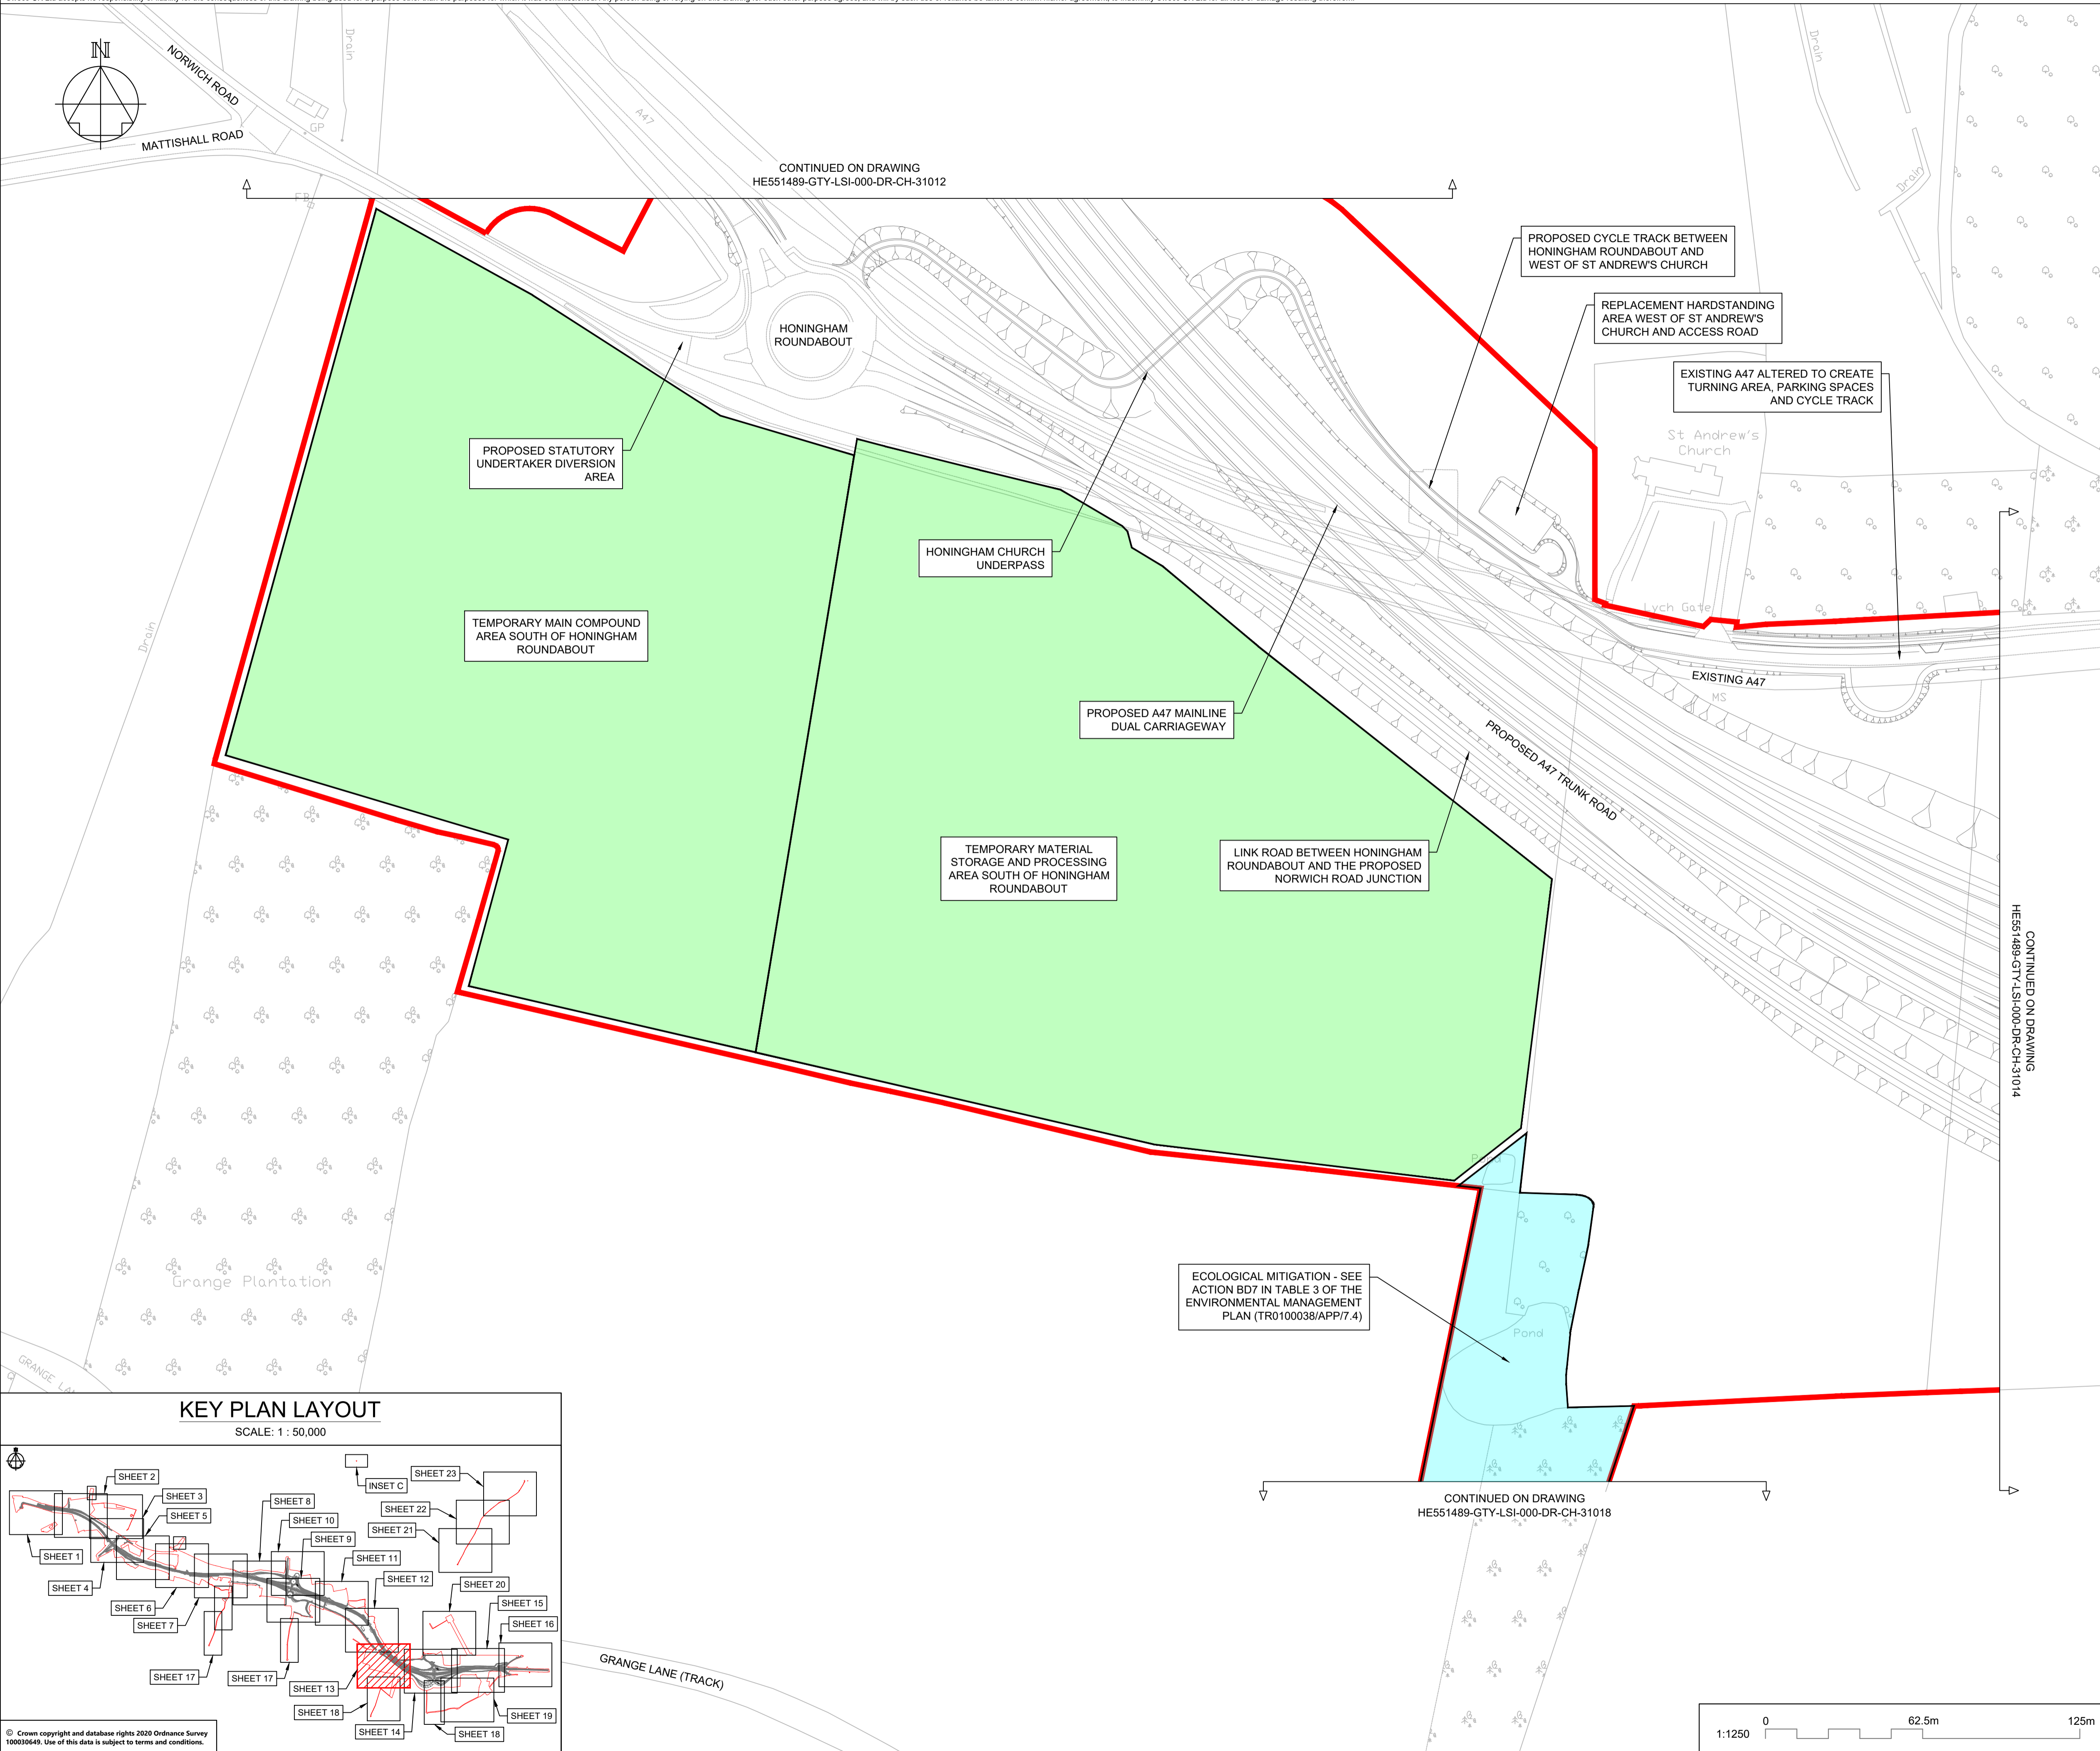 NORWICH ROAD
MATTISHALL ROAD
N
Drain
GP
FB
A47
Drain
Drain
CONTINUED ON DRAWING
HE551489-GTY-LSI-000-DR-CH-31012
PROPOSED CYCLE TRACK BETWEEN
HONINGHAM ROUNDABOUT AND
WEST OF ST ANDREW'S CHURCH
REPLACEMENT HARDSTANDING
AREA WEST OF ST ANDREW'S
CHURCH AND ACCESS ROAD
EXISTING A47 ALTERED TO CREATE
TURNING AREA, PARKING SPACES
AND CYCLE TRACK
HONINGHAM
ROUNDABOUT
St Andrew's
Church
PROPOSED STATUTORY
UNDERTAKER DIVERSION
AREA
HONINGHAM CHURCH
UNDERPASS
Lych Gate
TEMPORARY MAIN COMPOUND
AREA SOUTH OF HONINGHAM
ROUNDABOUT
Drain
EXISTING A47
MS
PROPOSED A47 MAINLINE
DUAL CARRIAGEWAY
PROPOSED A47 TRUNK ROAD
TEMPORARY MATERIAL
STORAGE AND PROCESSING
AREA SOUTH OF HONINGHAM
ROUNDABOUT
LINK ROAD BETWEEN HONINGHAM
ROUNDABOUT AND THE PROPOSED
NORWICH ROAD JUNCTION
CONTINUED ON DRAWING
HE551489-GTY-LSI-000-DR-CH-31014
Pond
ECOLOGICAL MITIGATION - SEE
ACTION BD7 IN TABLE 3 OF THE
ENVIRONMENTAL MANAGEMENT
PLAN (TR0100038/APP/7.4)
Pond
Grange Plantation
GRANGE
CONTINUED ON DRAWING
HE551489-GTY-LSI-000-DR-CH-31018
GRANGE LANE (TRACK)
KEY PLAN LAYOUT
SCALE: 1 : 50,000
SHEET 2
SHEET 3
SHEET 5
SHEET 1
SHEET 4
SHEET 6
SHEET 7
SHEET 17
SHEET 8
SHEET 10
SHEET 9
SHEET 11
SHEET 12
INSET C
SHEET 23
SHEET 22
SHEET 21
SHEET 20
SHEET 15
SHEET 16
SHEET 17
SHEET 13
SHEET 18
SHEET 14
SHEET 18
SHEET 19
© Crown copyright and database rights 2020 Ordnance Survey
100030649. Use of this data is subject to terms and conditions.
1:1250
0
62.5m
125m